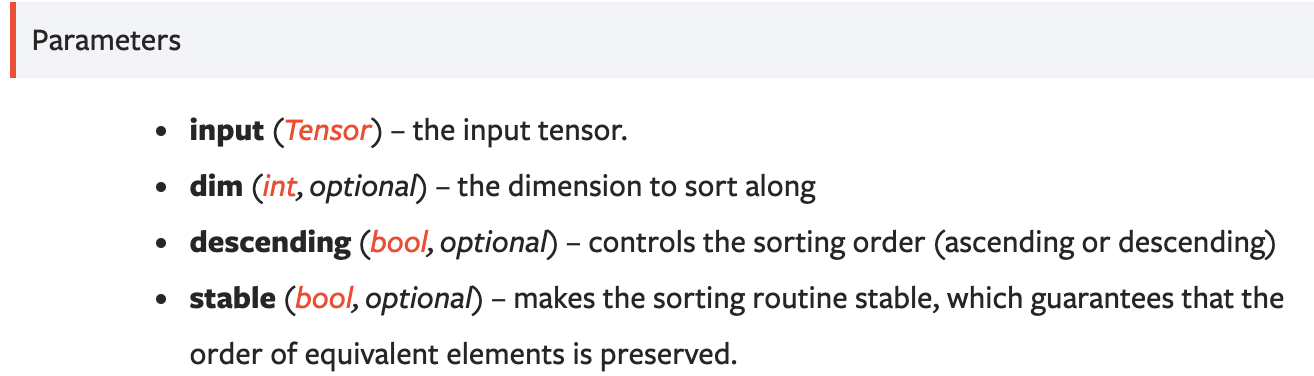 Parameters
• input (Tensor) – the input tensor.
• dim (int, optional) – the dimension to sort along
• descending (bool, optional) – controls the sorting order (ascending or descending)
• stable (bool, optional) – makes the sorting routine stable, which guarantees that the
order of equivalent elements is preserved.